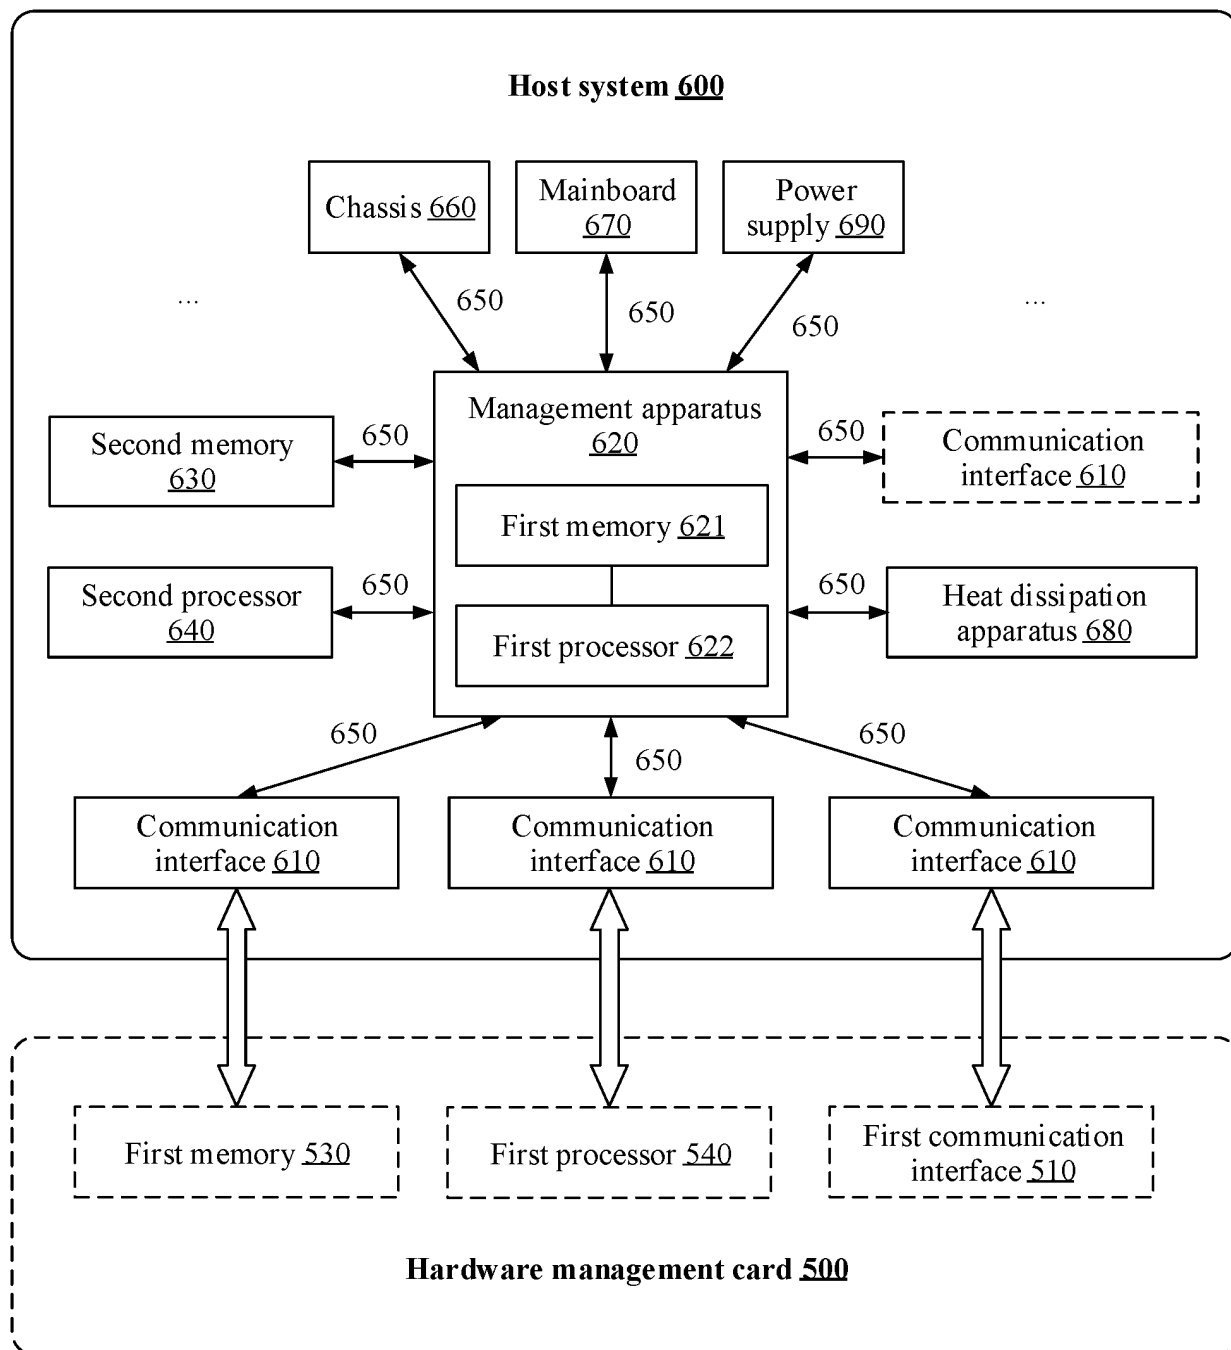 Host system 600
Chassis 660
Mainboard
670
Power
supply 690
...
650
650
650
...
Management apparatus
620
Second memory
630
650
650
Communication
interface 610
First memory 621
Second processor
640
650
650
Heat dissipation
apparatus 680
First processor 622
650
650
650
Communication
interface 610
Communication
interface 610
Communication
interface 610
First memory 530
First processor 540
First communication
interface 510
Hardware management card 500